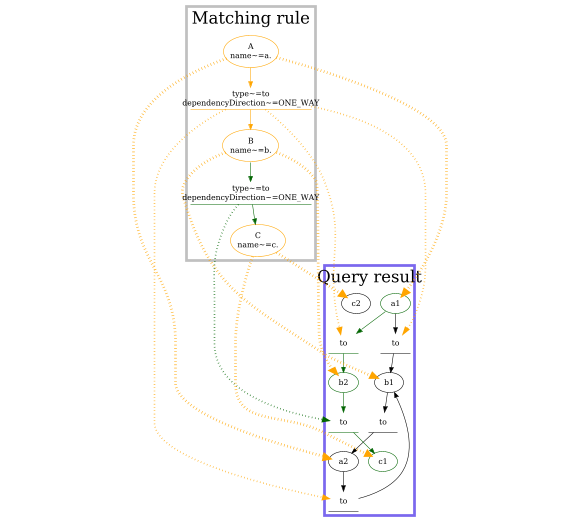 Matching rule
A
name~=a.
type~=to
dependencyDirection~=ONE_WAY
B
name~=b.
type~=to
dependencyDirection~=ONE_WAY
C
name~=c.
Query result
c2
a1
to
to
b2
b1
to
to
a2
c1
to